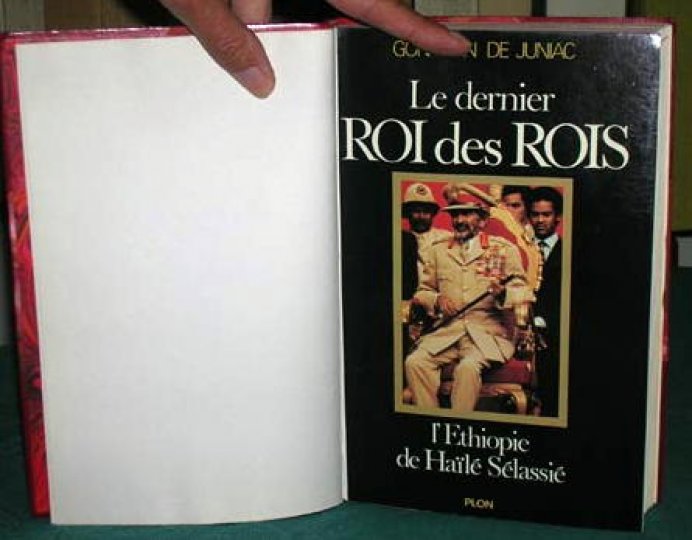 DE JUNIAC
Le dernier
ROI des ROIS
l'Ethiopie
de Haïlé Sélassié
PLON